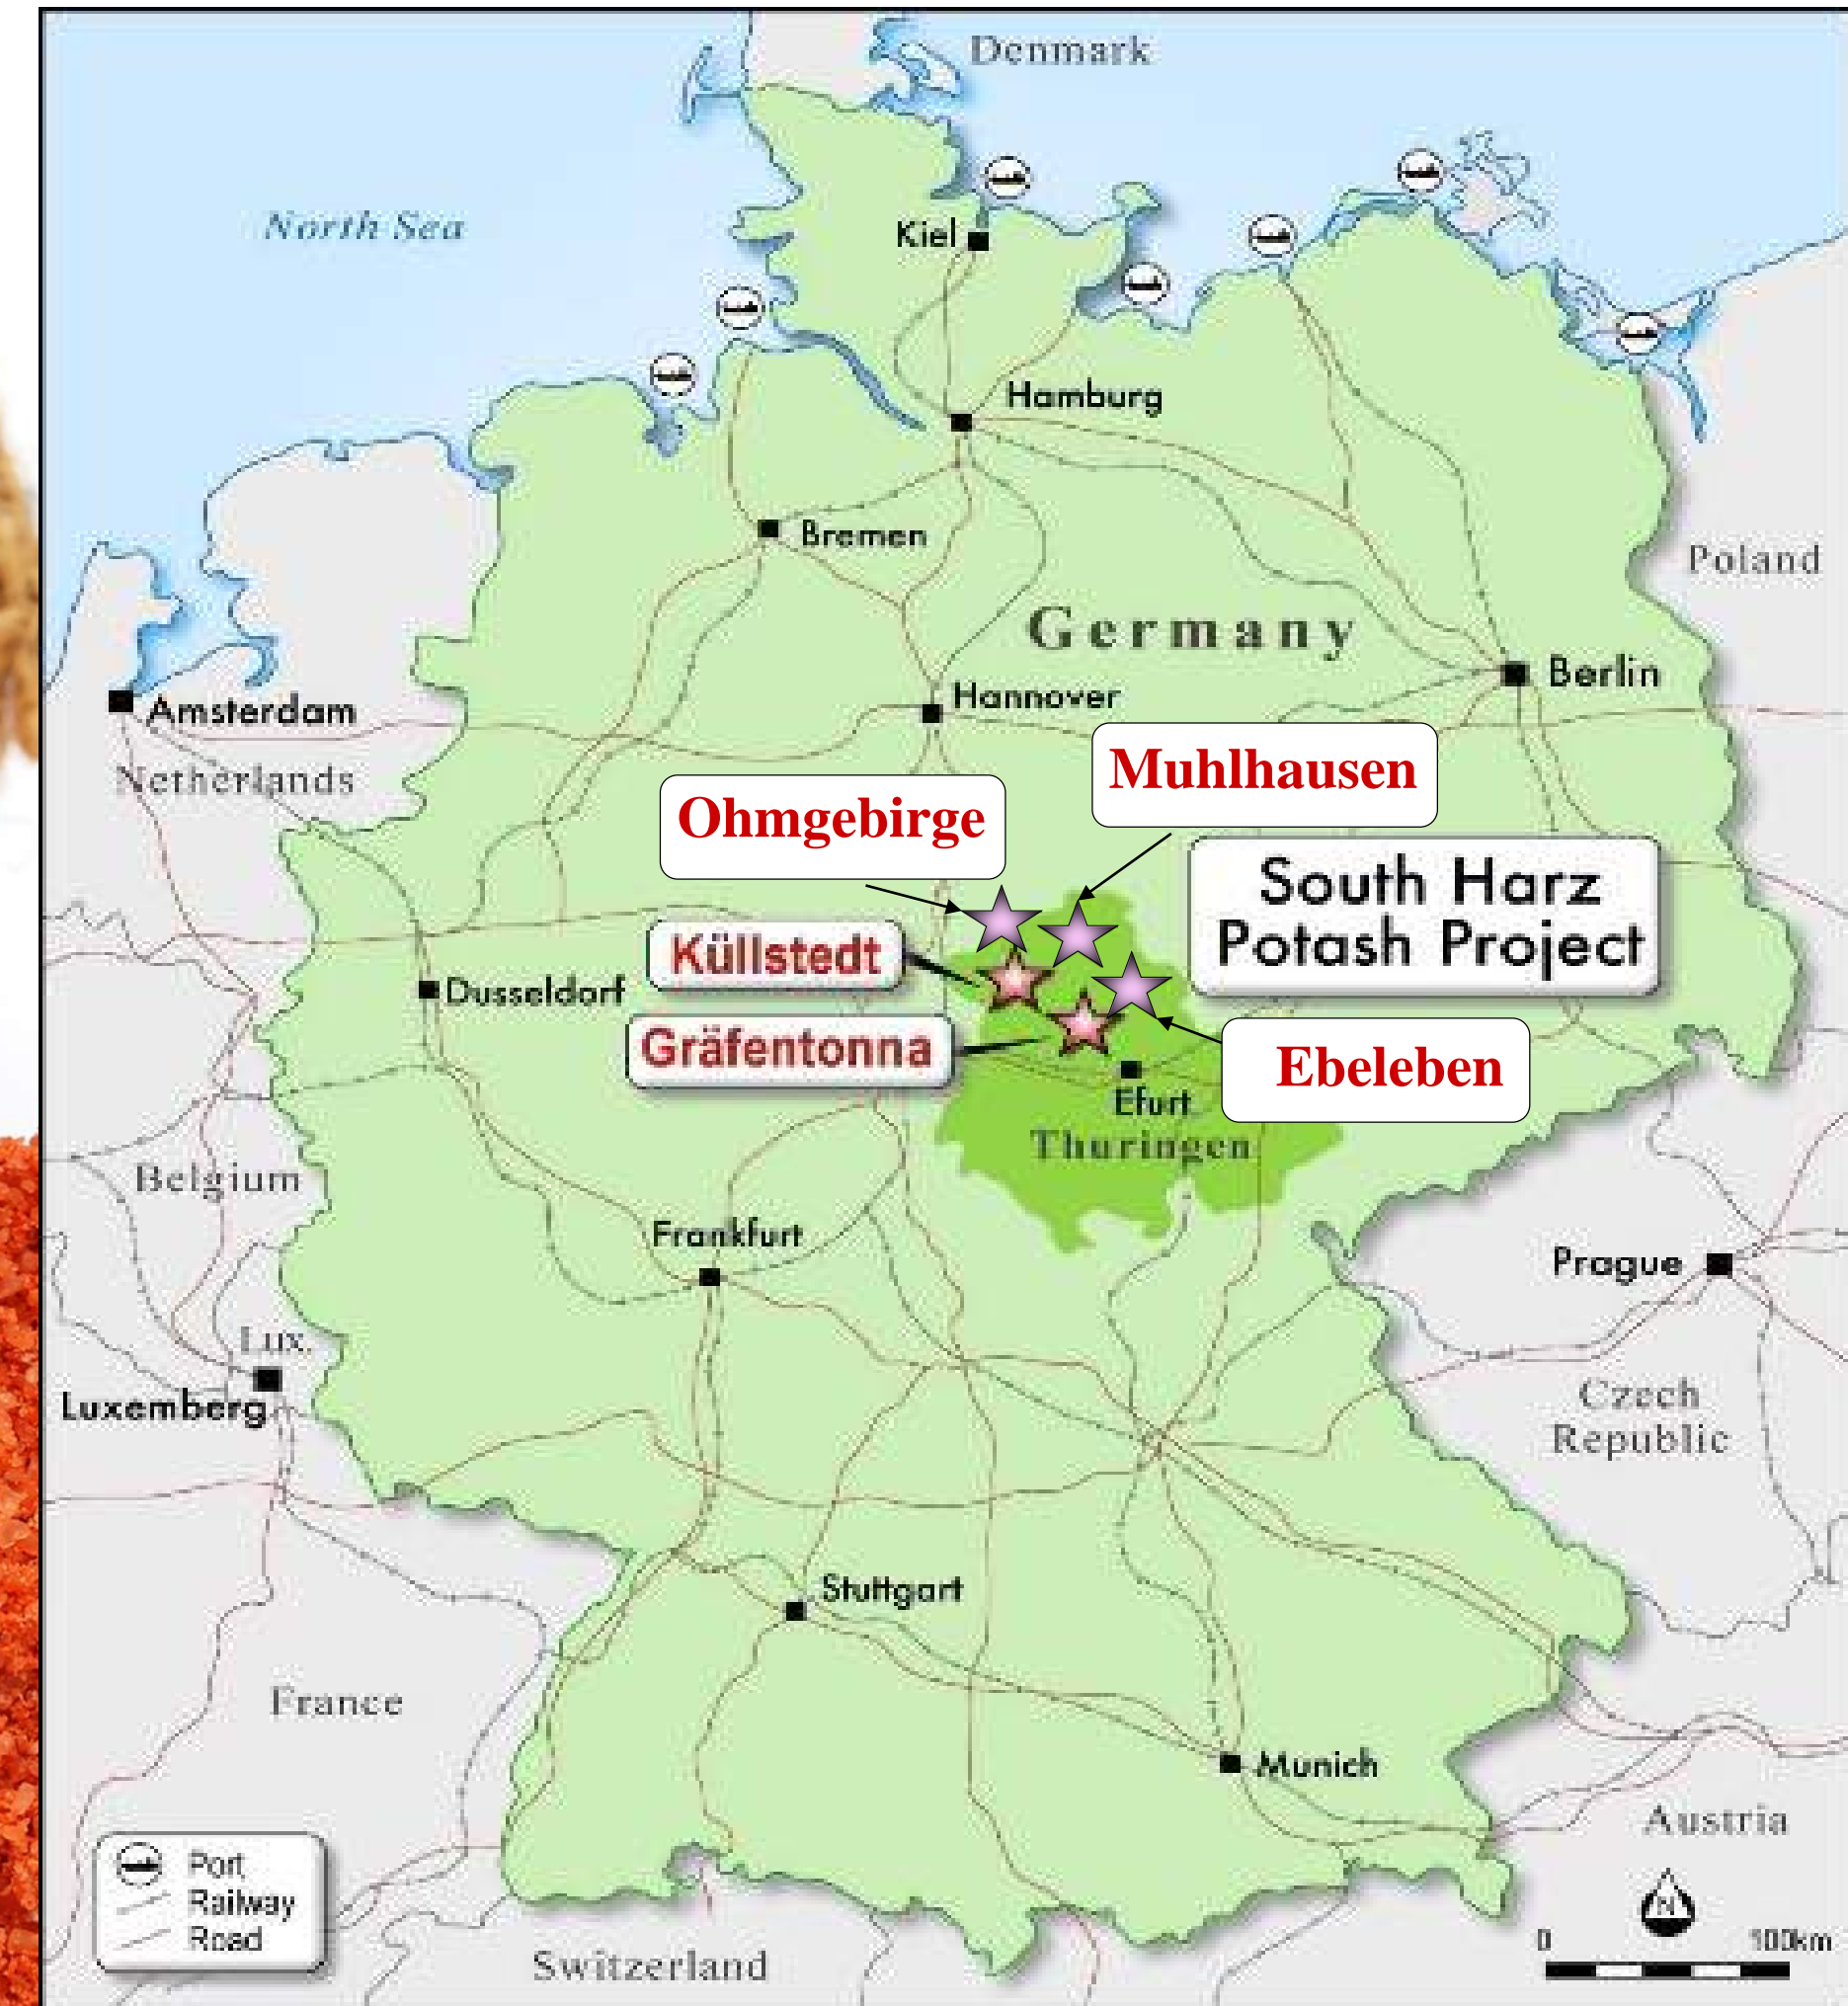 Denmark
North Sea
Kiel
Hamburg
Bremen
Poland
Germany
Berlin
Hannover
Amsterdam
Netherlands
Muhlhausen
Ohmgebirge
South Harz
Potash Project
Küllstedt
Dusseldorf
Gräfentonna
Ebeleben
Efurt
Thuringen
Belgium
Frankfurt
Prague
Lux.
Luxemberg
Czech
Republic
Stuttgart
France
Munich
Austria
Port
Railway
Road
N
0 100km
Switzerland